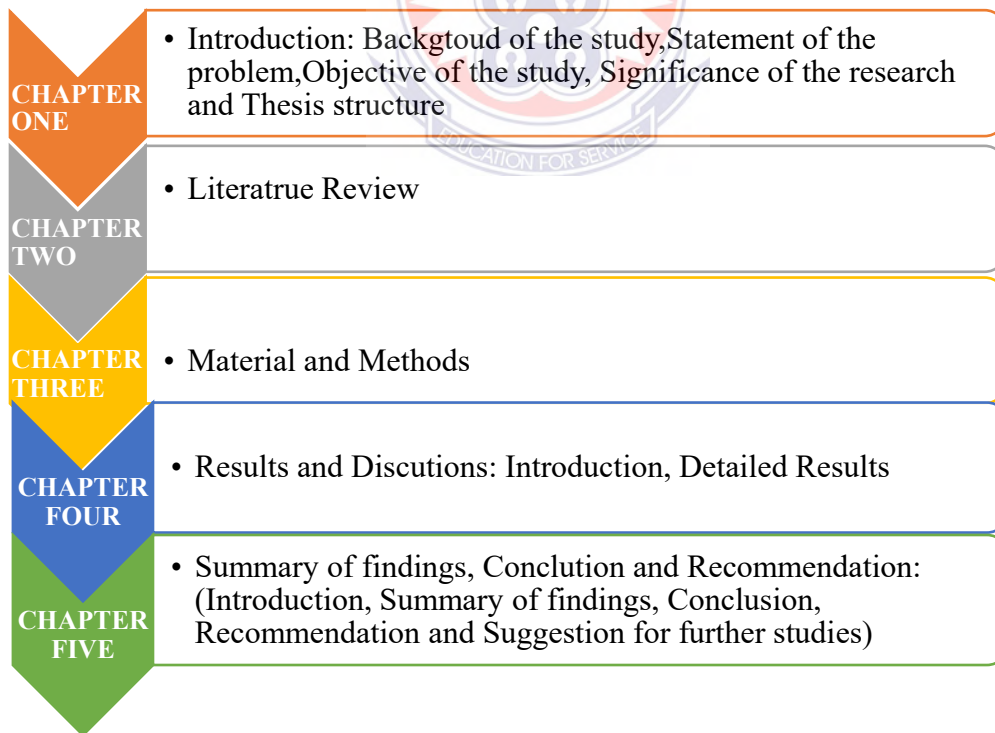 EDUCATION FOR SERVICE
CHAPTER
ONE
• Introduction: Backgtoud of the study,Statement of the
problem,Objective of the study, Significance of the research
and Thesis structure
CHAPTER
TWO
• Literatrue Review
CHAPTER
THREE
• Material and Methods
CHAPTER
FOUR
• Results and Discutions: Introduction, Detailed Results
CHAPTER
FIVE
• Summary of findings, Conclution and Recommendation:
(Introduction, Summary of findings, Conclusion,
Recommendation and Suggestion for further studies)